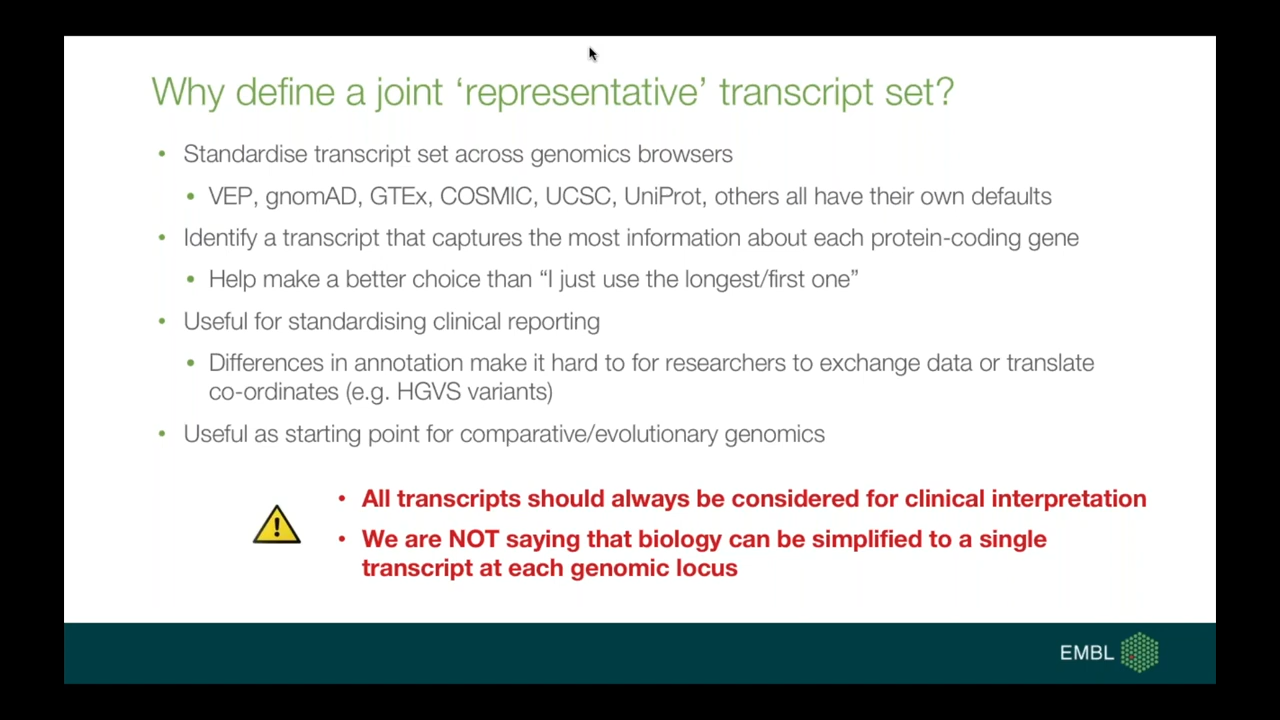 Why define a joint ‘representative’ transcript set?
• Standardise transcript set across genomics browsers
• VEP, gnomAD, GTEx, COSMIC, UCSC, UniProt, others all have their own defaults
• Identify a transcript that captures the most information about each protein-coding gene
• Help make a better choice than “I just use the longest/first one”
• Useful for standardising clinical reporting
• Differences in annotation make it hard to for researchers to exchange data or translate
co-ordinates (e.g. HGVS variants)
• Useful as starting point for comparative/evolutionary genomics
• All transcripts should always be considered for clinical interpretation
• We are NOT saying that biology can be simplified to a single
transcript at each genomic locus
EMBL